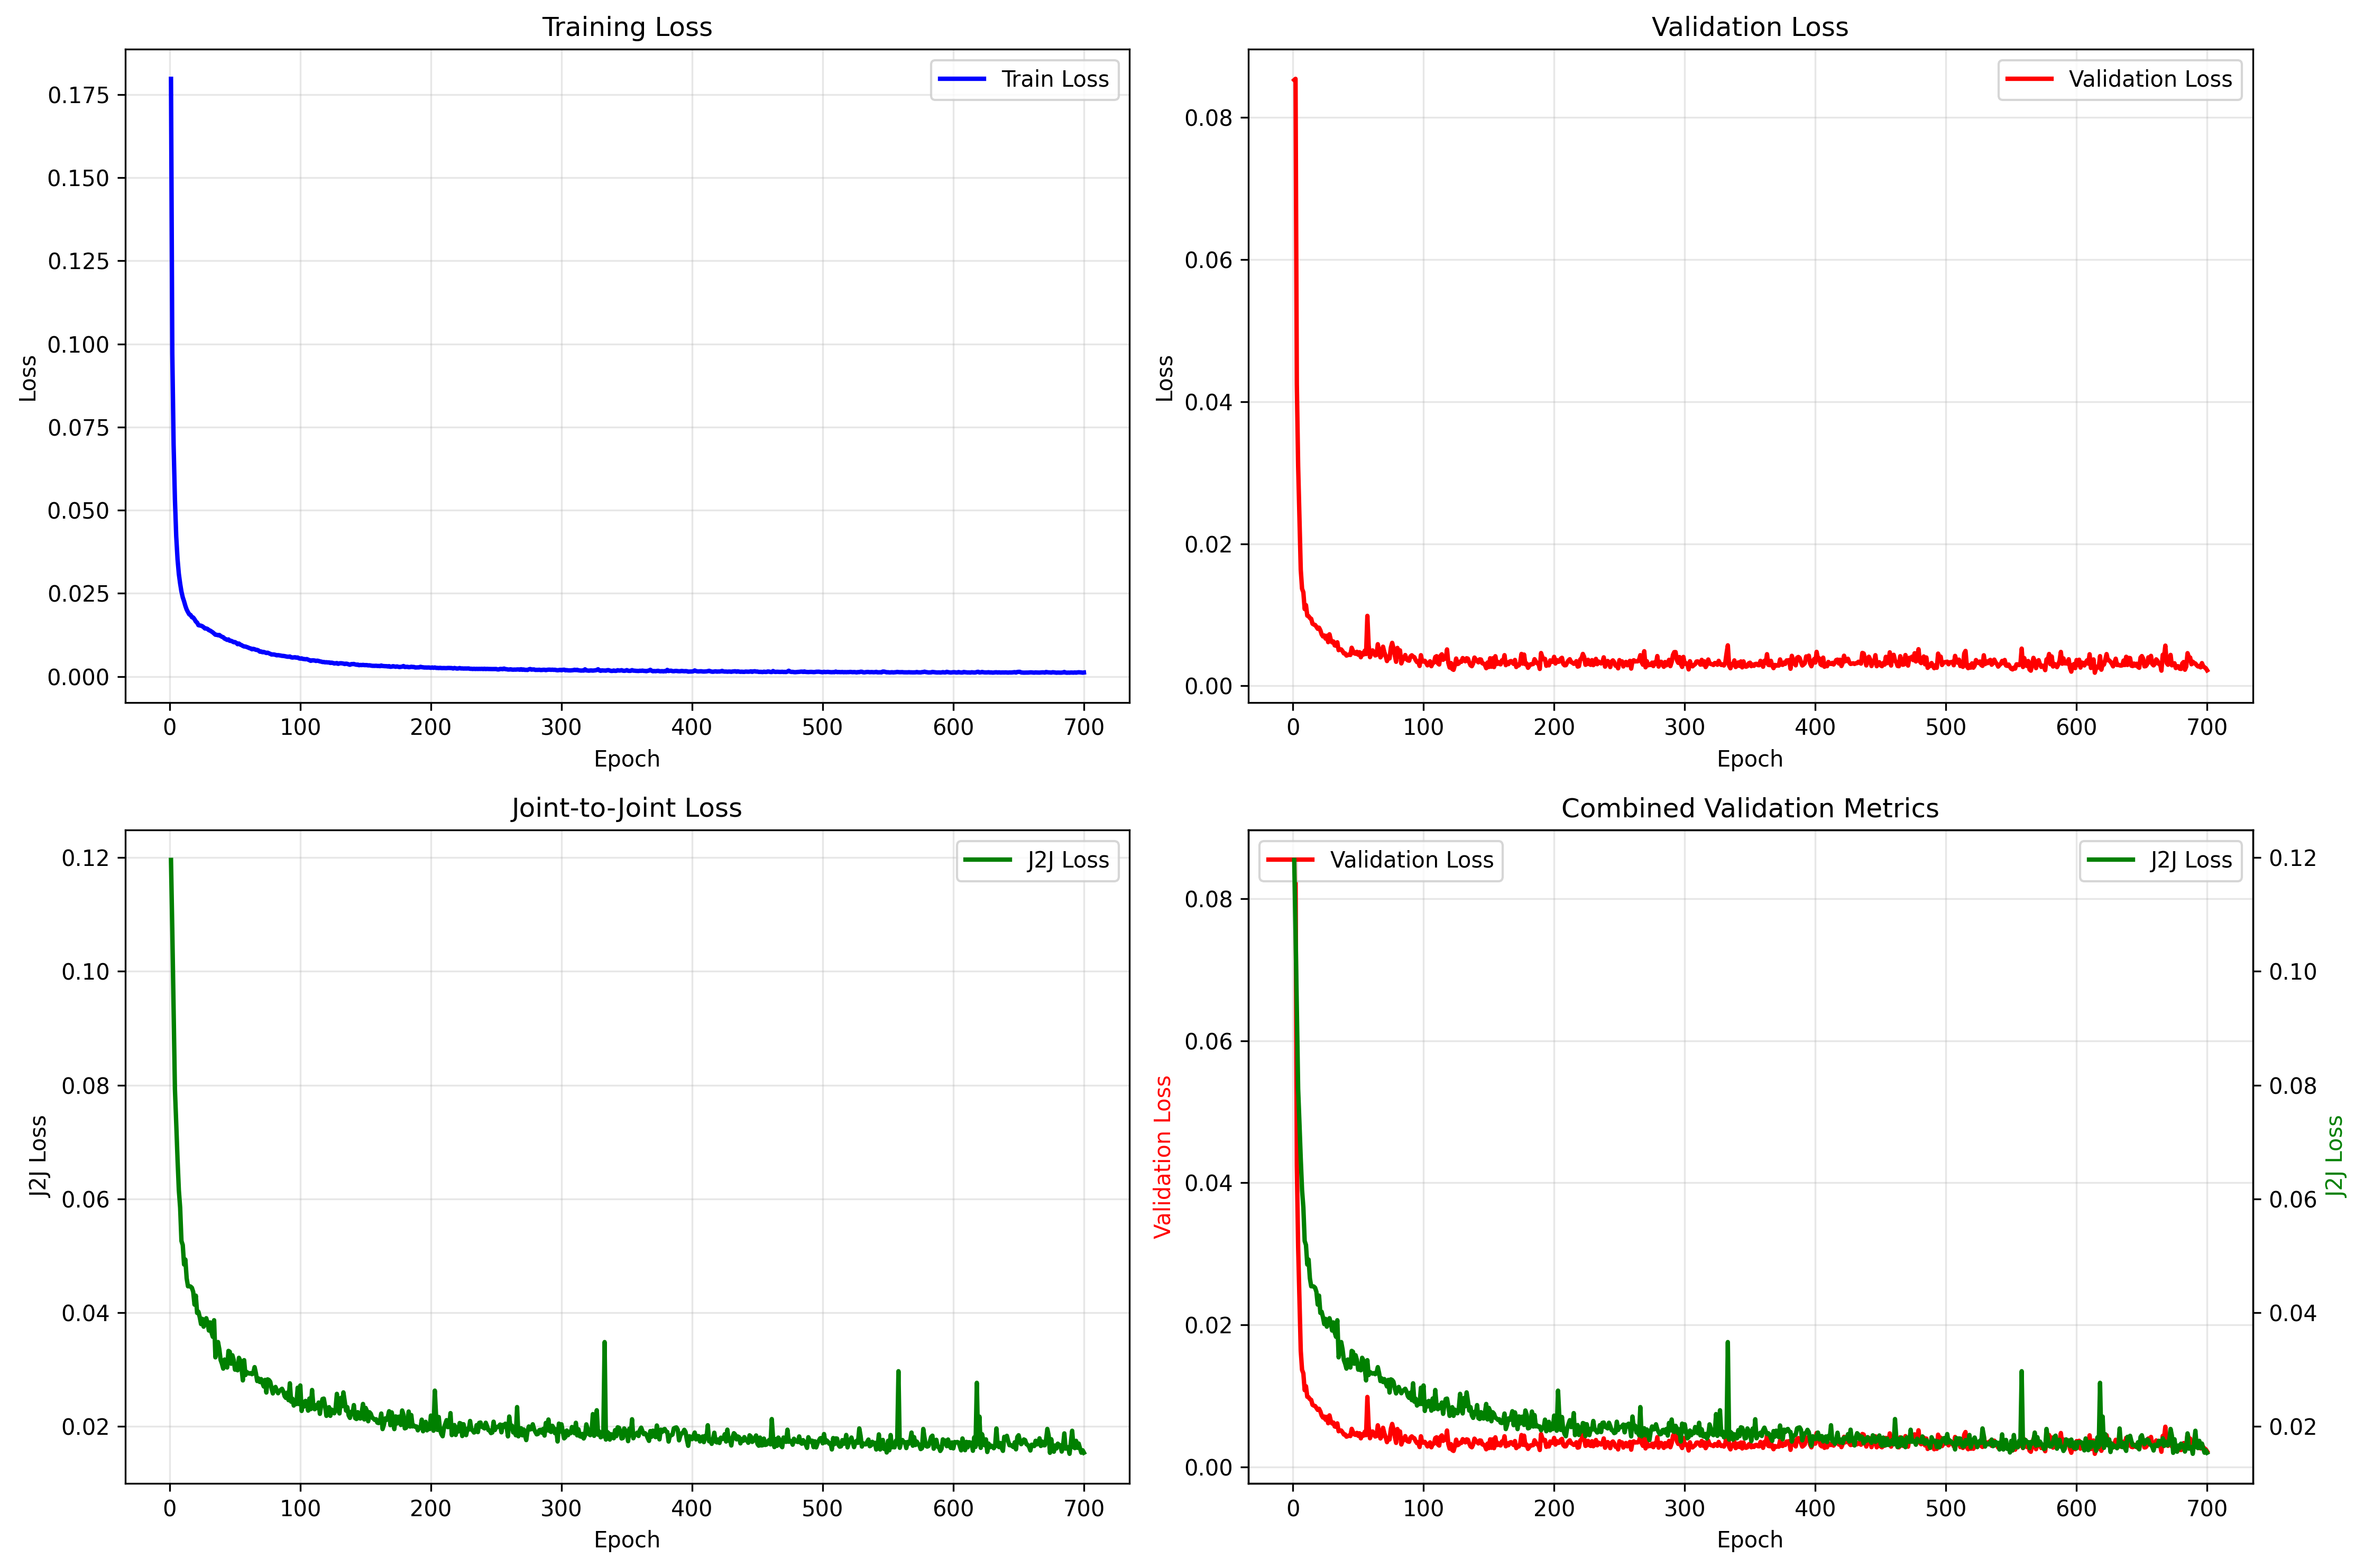 Training Loss
Train Loss
0.175
0.150
0.125
0.100
0.075
0.050
0.025
0.000
Loss
0 100 200 300 400 500 600 700
Epoch
Validation Loss
Validation Loss
0.08
0.06
0.04
0.02
0.00
Loss
0 100 200 300 400 500 600 700
Epoch
Joint-to-Joint Loss
J2J Loss
0.12
0.10
0.08
0.06
0.04
0.02
J2J Loss
0 100 200 300 400 500 600 700
Epoch
Combined Validation Metrics
Validation Loss
J2J Loss
0.08
0.06
0.04
0.02
0.00
Validation Loss
0.12
0.10
0.08
0.06
0.04
0.02
J2J Loss
0 100 200 300 400 500 600 700
Epoch